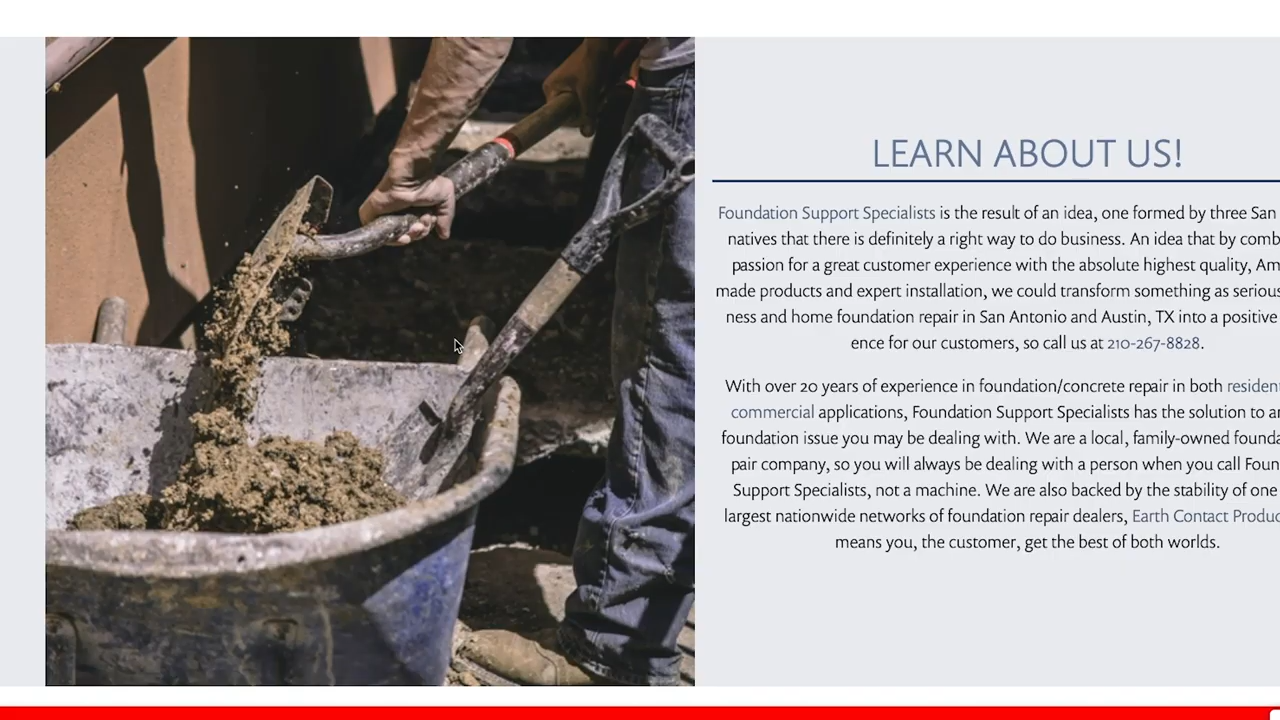 LEARN ABOUT US!
Foundation Support Specialists is the result of an idea, one formed by three San
natives that there is definitely a right way to do business. An idea that by comb
passion for a great customer experience with the absolute highest quality, Am
made products and expert installation, we could transform something as serious
ness and home foundation repair in San Antonio and Austin, TX into a positive
ence for our customers, so call us at 210-267-8828.
With over 20 years of experience in foundation/concrete repair in both residen
commercial applications, Foundation Support Specialists has the solution to a
foundation issue you may be dealing with. We are a local, family-owned founda
pair company, so you will always be dealing with a person when you call Foun
Support Specialists, not a machine. We are also backed by the stability of one
largest nationwide networks of foundation repair dealers, Earth Contact Produc
means you, the customer, get the best of both worlds.